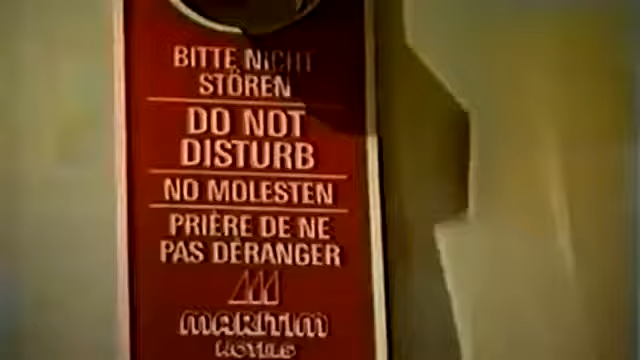 BITTE NICHT
STÖREN
DO NOT
DISTURB
NO MOLESTEN
PRIÈRE DE NE
PAS DÉRANGER
MARITIM
HOTELS